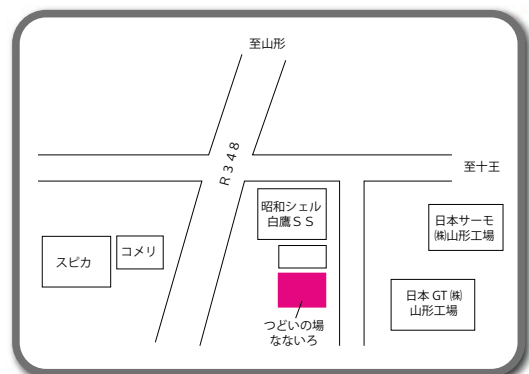 至山形
R348
至十王
昭和シェル
白鷹SS
日本サーモ
㈱山形工場
コメリ
スピカ
日本GT㈱
山形工場
つどいの場
なないろ